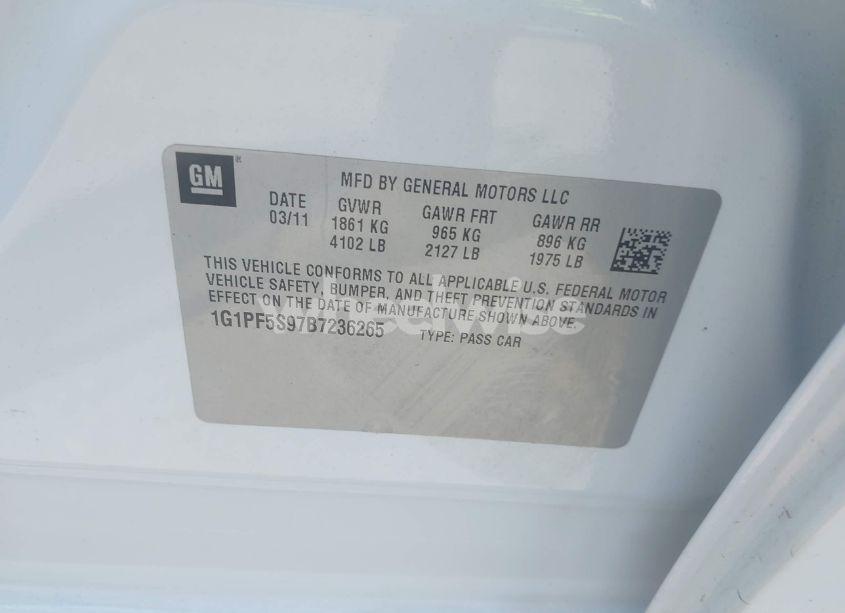 GM
MFD BY GENERAL MOTORS LLC
DATE GVWR GAWR FRT GAWR RR
03/11 1861 KG 965 KG 896 KG
4102 LB 2127 LB 1975 LB
THIS VEHICLE CONFORMS TO ALL APPLICABLE U.S. FEDERAL MOTOR
VEHICLE SAFETY, BUMPER, AND THEFT PREVENTION STANDARDS IN
EFFECT ON THE DATE OF MANUFACTURE SHOWN ABOVE.
1G1PF5S97B7236265 TYPE: PASS CAR
wheelwise